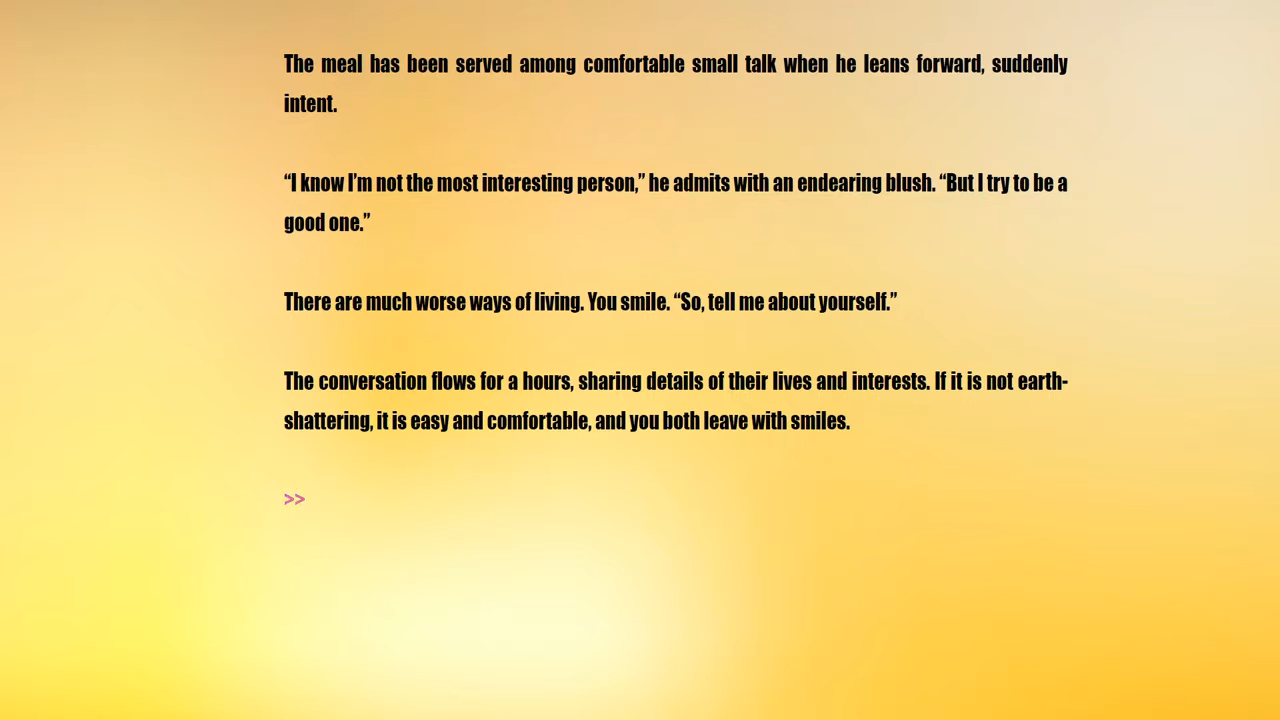 The meal has been served among comfortable small talk when he leans forward, suddenly
intent.
“I know I’m not the most interesting person,” he admits with an endearing blush. “But I try to be a
good one.”
There are much worse ways of living. You smile. “So, tell me about yourself.”
The conversation flows for a hours, sharing details of their lives and interests. If it is not earth-
shattering, it is easy and comfortable, and you both leave with smiles.
>>